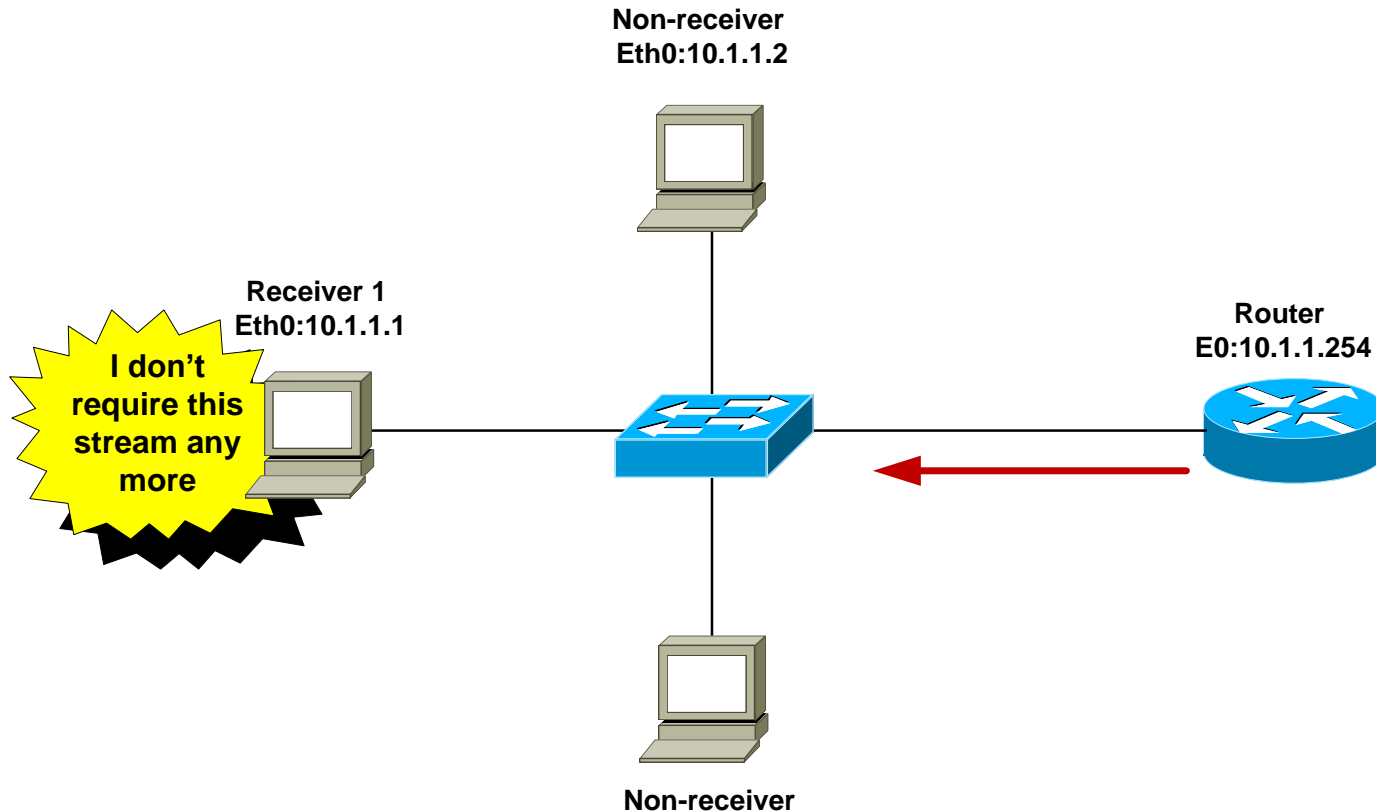 Non-receiver
Eth0:10.1.1.2
Receiver 1
Eth0:10.1.1.1
I don't
require this
stream any
more
Router
E0:10.1.1.254
Non-receiver